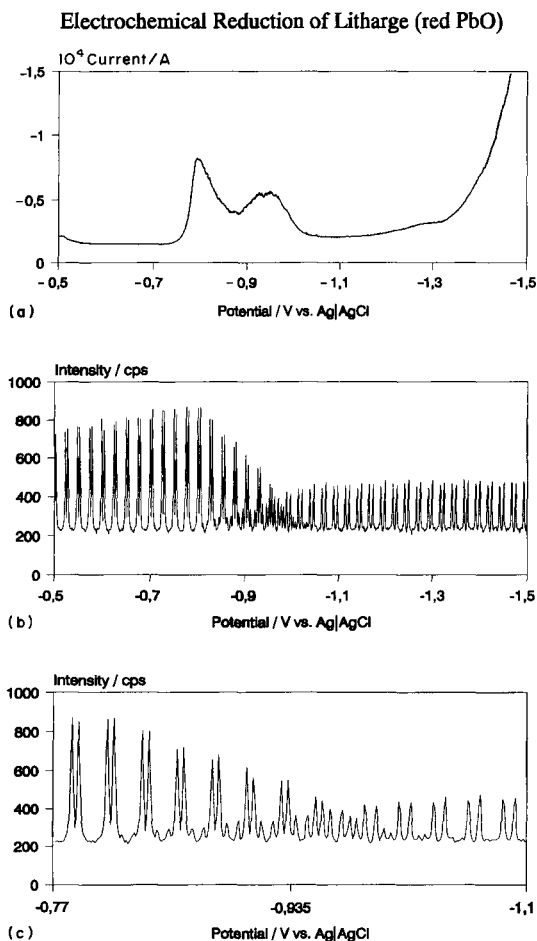 Electrochemical Reduction of Litharge (red PbO)
10⁴ Current/A
-1,5
-1
-0,5
0
-0,5 -0,7 -0,9 -1,1 -1,3 -1,5
(a) Potential / V vs. Ag|AgCl
Intensity / cps
1000
800
600
400
200
0
-0,5 -0,7 -0,9 -1,1 -1,3 -1,5
(b) Potential / V vs. Ag|AgCl
Intensity / cps
1000
800
600
400
200
0
-0,77 -0,935 -1,1
(c) Potential / V vs. Ag|AgCl